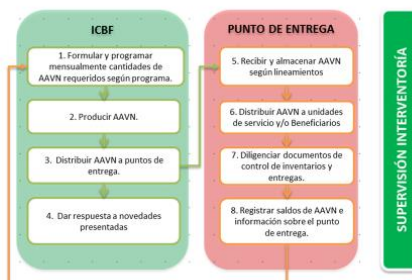 ICBF
1. Formular y programar
mensualmente cantidades de
AAVN requeridos según programa.
2. Producir AAVN.
3. Distribuir AAVN a puntos de
entrega.
4. Dar respuesta a novedades
presentadas
PUNTO DE ENTREGA
5. Recibir y almacenar AAVN
según lineamientos
6. Distribuir AAVN a unidades
de servicio y/o Beneficiarios
7. Diligenciar documentos de
control de inventarios y
entregas.
8. Registrar saldos de AAVN e
información sobre el punto
de entrega.
SUPERVISIÓN INTERVENTORÍA